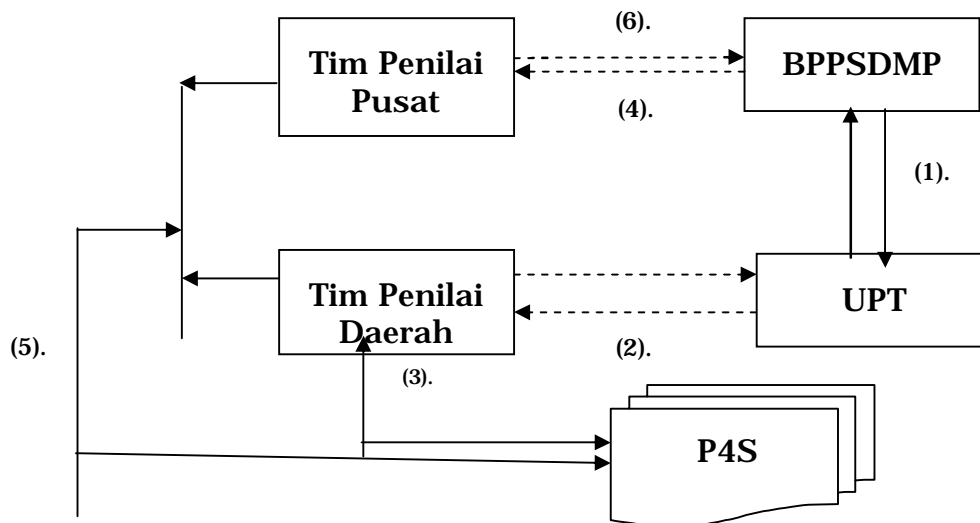 (6).
Tim Penilai
Pusat
BPPSDMP
(4).
(1).
Tim Penilai
Daerah
UPT
(5).
(2).
(3).
P4S